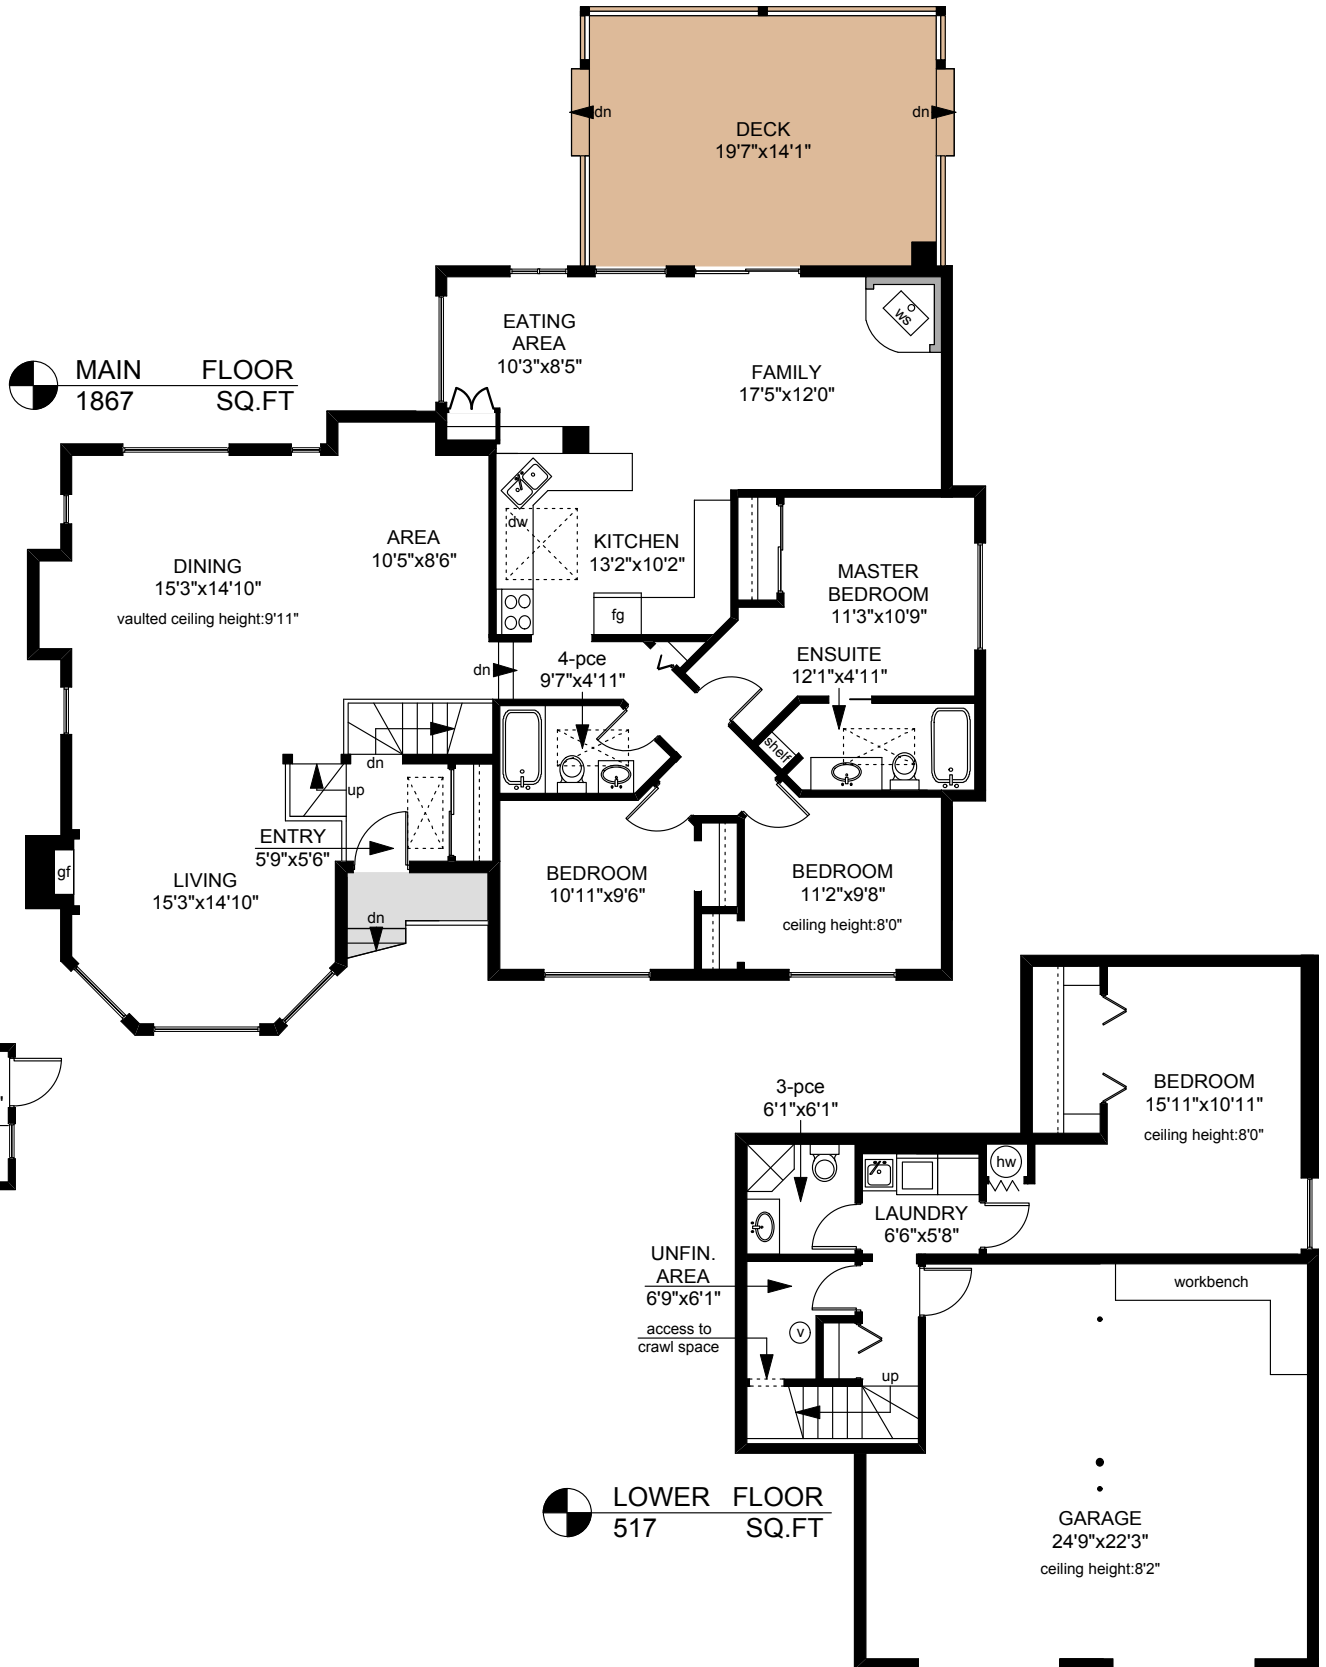 dn
dn
DECK
19'7"x14'1"
EATING
AREA
10'3"x8'5"
WS
FAMILY
17'5"x12'0"
MAIN FLOOR
1867 SQ.FT
dw
AREA
10'5"x8'6"
KITCHEN
13'2"x10'2"
DINING
15'3"x14'10"
vaulted ceiling height:9'11"
fg
MASTER
BEDROOM
11'3"x10'9"
ENSUITE
12'1"x4'11"
4-pce
9'7"x4'11"
dn
shelf
dn
up
ENTRY
5'9"x5'6"
gf
LIVING
15'3"x14'10"
dn
BEDROOM
10'11"x9'6"
BEDROOM
11'2"x9'8"
ceiling height:8'0"
"
3-pce
6'1"x6'1"
BEDROOM
15'11"x10'11"
ceiling height:8'0"
hw
LAUNDRY
6'6"x5'8"
UNFIN.
AREA
6'9"x6'1"
workbench
access to
crawl space
v
up
LOWER FLOOR
517 SQ.FT
GARAGE
24'9"x22'3"
ceiling height:8'2"